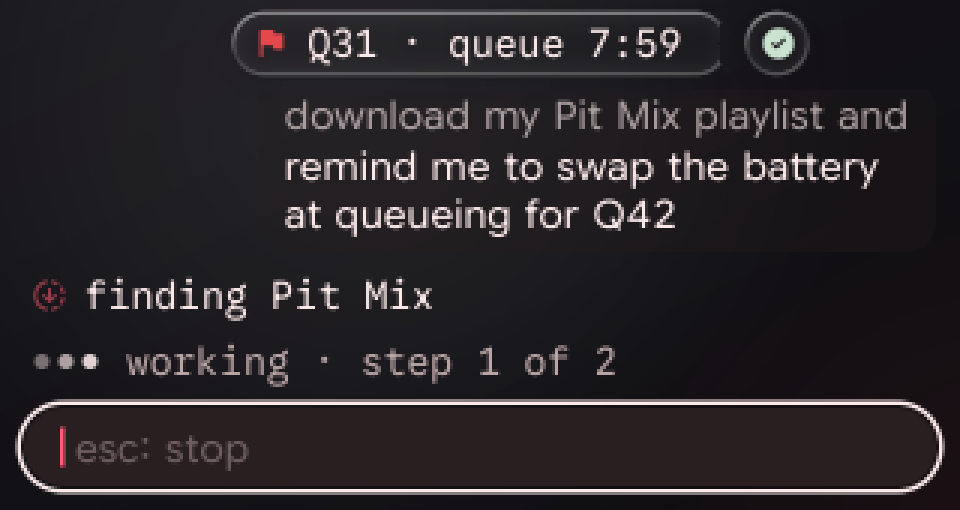 Q31 · queue 7:59
download my Pit Mix playlist and
remind me to swap the battery
at queueing for Q42
finding Pit Mix
working · step 1 of 2
esc: stop